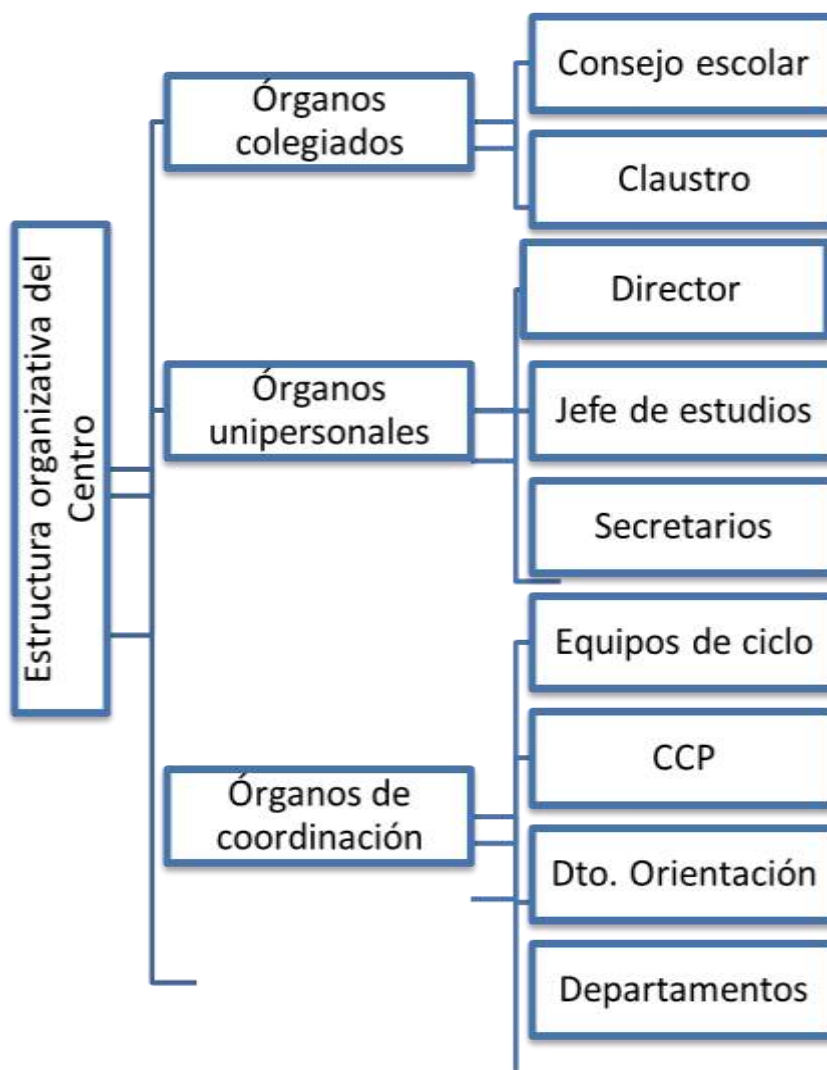 Estructura organizativa del
Centro
Órganos
colegiados
Consejo escolar
Claustro
Órganos
unipersonales
Director
Jefe de estudios
Secretarios
Órganos de
coordinación
Equipos de ciclo
CCP
Dto. Orientación
Departamentos